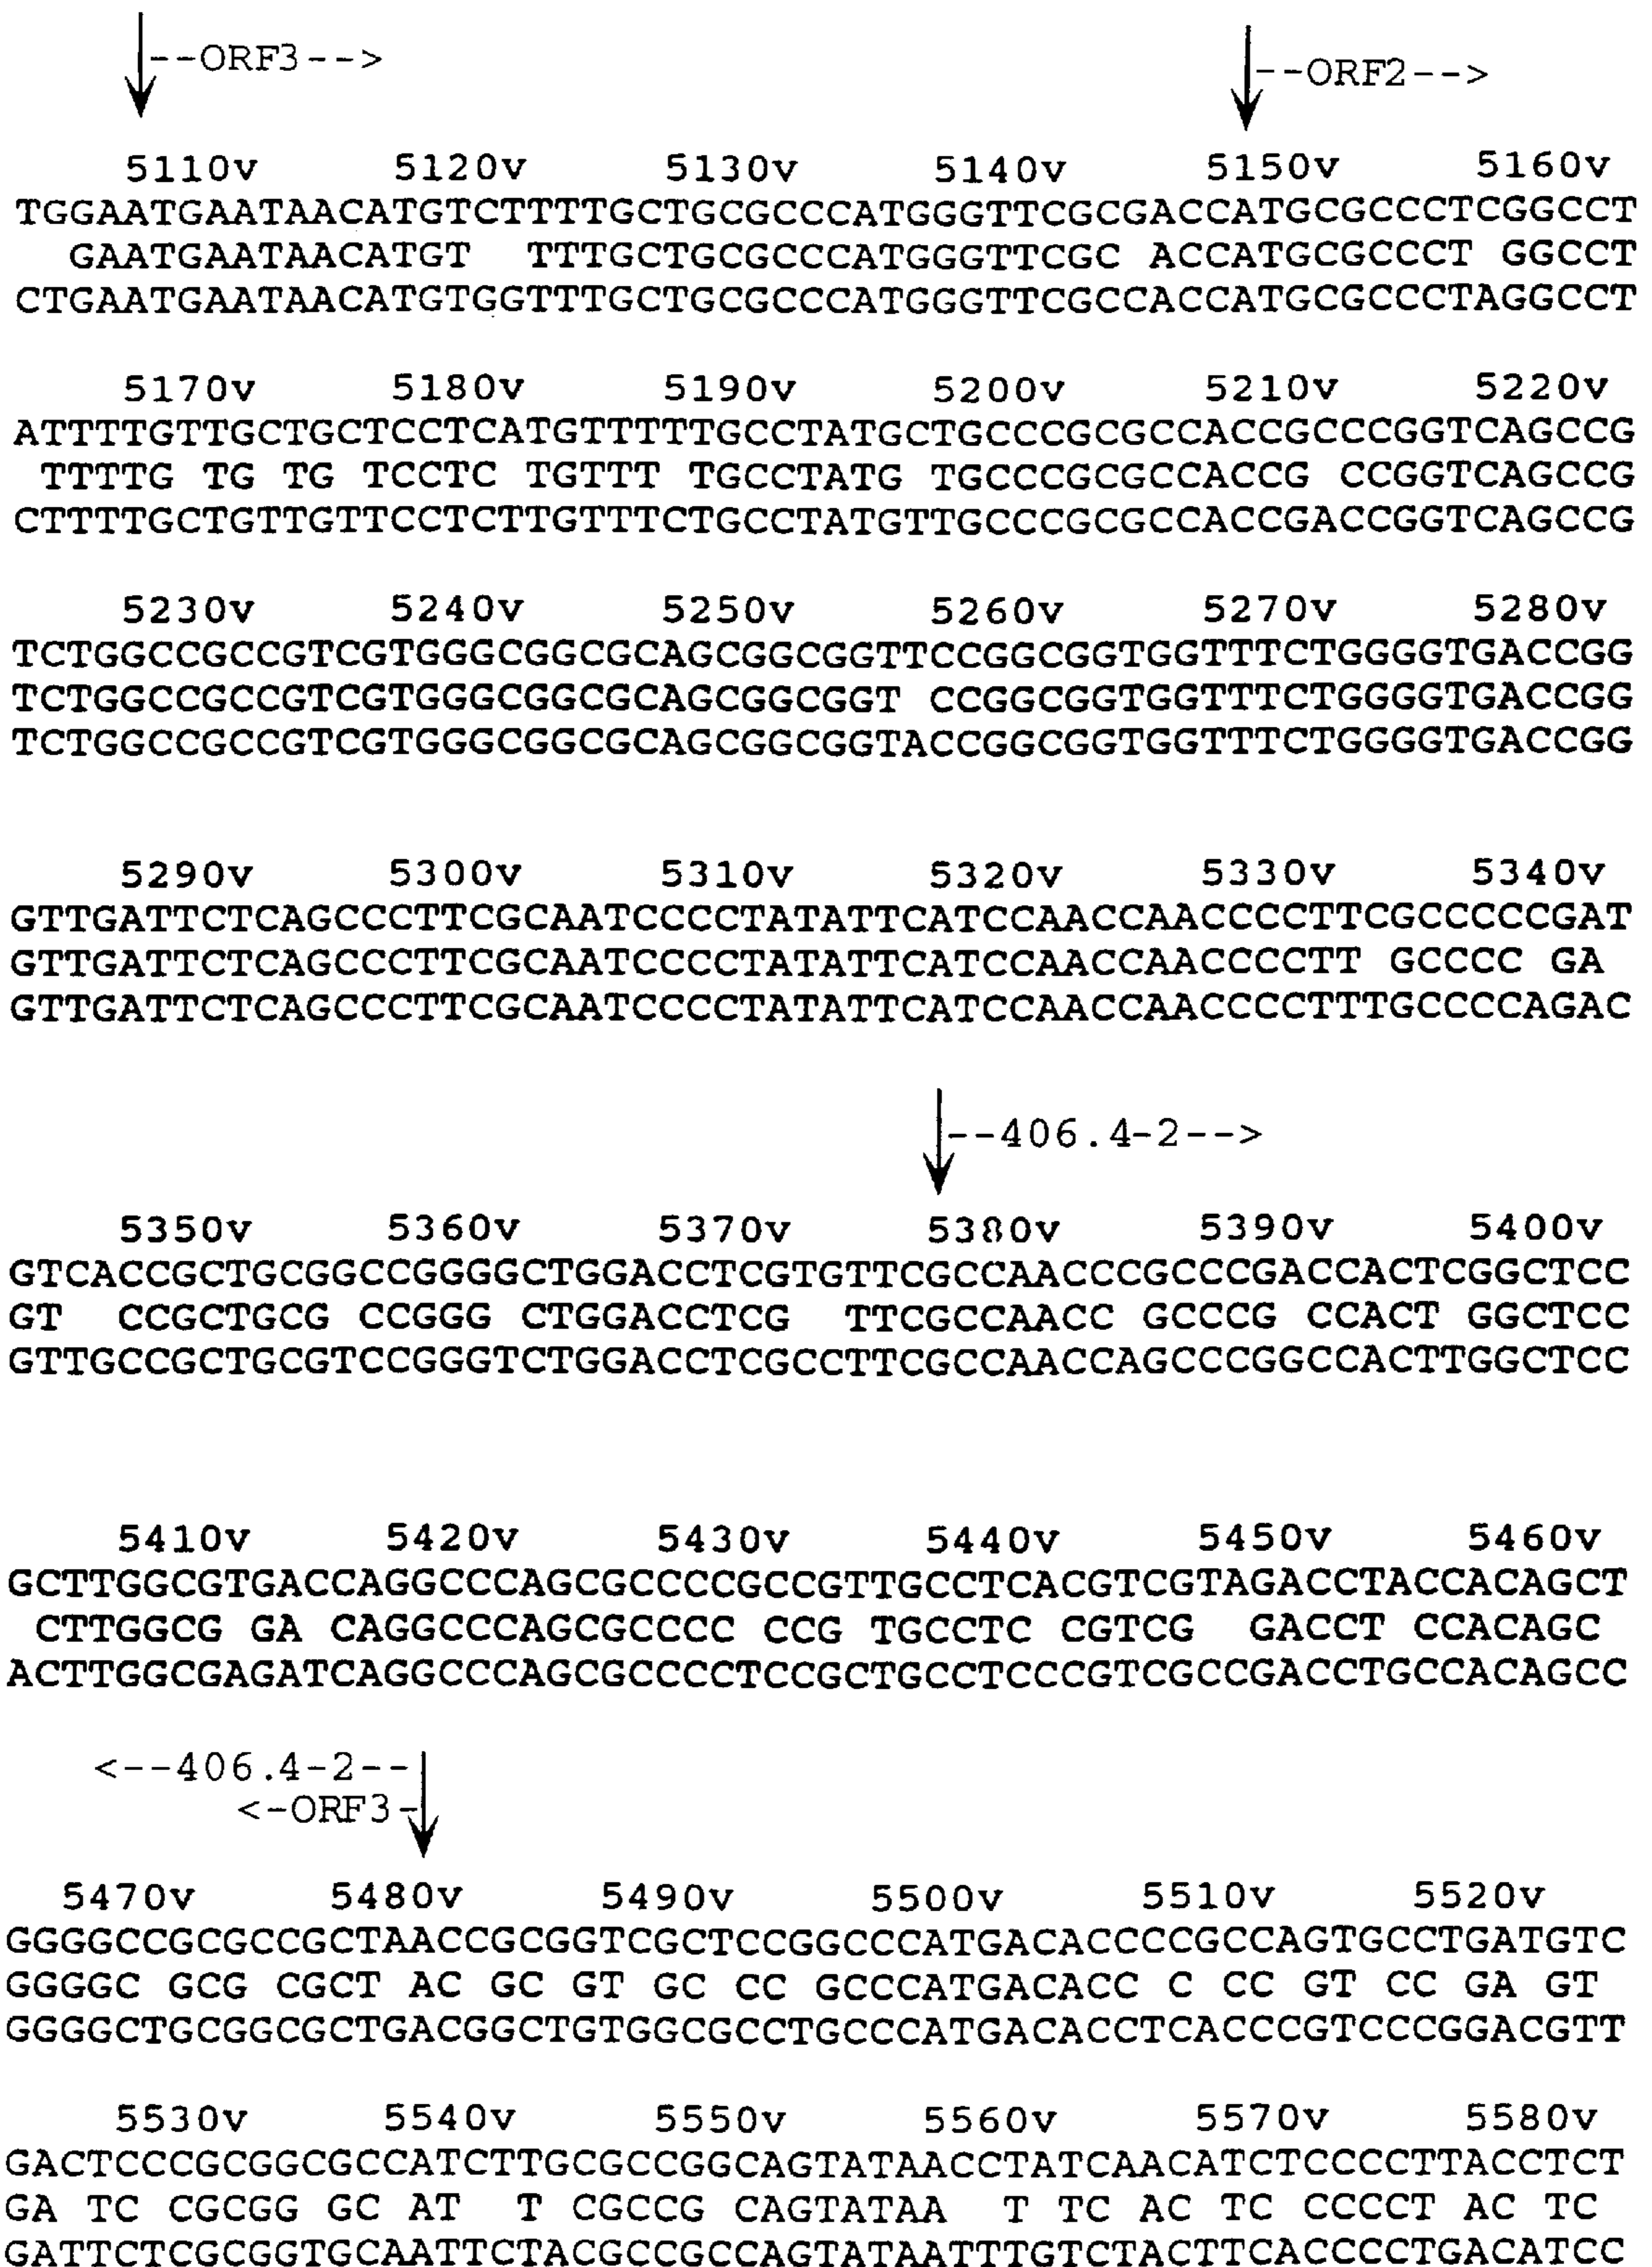 --ORF3-->
--ORF2-->
5110v 5120v 5130v 5140v 5150v 5160v
TGGAATGAATAACATGTCTTTTGCTGCGCCCATGGGTTCGCGACCATGCGCCCTCGGCCT
GAATGAATAACATGT TTTGCTGCGCCCATGGGTTCGC ACCATGCGCCCT GGCCT
CTGAATGAATAACATGTGGTTTGCTGCGCCCATGGGTTCGCCACCATGCGCCCTAGGCCT
5170v 5180v 5190v 5200v 5210v 5220v
ATTTTGTTGCTGCTCCTCATGTTTTTGCCTATGCTGCCCGCGCCACCGCCCGGTCAGCCG
TTTTG TG TG TCCTC TGTTT TGCCTATG TGCCCGCGCCACCG CCGGTCAGCCG
CTTTTGCTGTTGTTCCTCTTGTTTCTGCCTATGTTGCCCGCGCCACCGACCGGTCAGCCG
5230v 5240v 5250v 5260v 5270v 5280v
TCTGGCCGCCGTCGTGGGCGGCGCAGCGGCGGTTCCGGCGGTGGTTTCTGGGGTGACCGG
TCTGGCCGCCGTCGTGGGCGGCGCAGCGGCGGT CCGGCGGTGGTTTCTGGGGTGACCGG
TCTGGCCGCCGTCGTGGGCGGCGCAGCGGCGGTACCGGCGGTGGTTTCTGGGGTGACCGG
5290v 5300v 5310v 5320v 5330v 5340v
GTTGATTCTCAGCCCTTCGCAATCCCCTATATTCATCCAACCAACCCCTTCGCCCCCGAT
GTTGATTCTCAGCCCTTCGCAATCCCCTATATTCATCCAACCAACCCCTT GCCCC GA
GTTGATTCTCAGCCCTTCGCAATCCCCTATATTCATCCAACCAACCCCTTTGCCCCAGAC
--406.4-2-->
5350v 5360v 5370v 5380v 5390v 5400v
GTCACCGCTGCGGCCGGGGCTGGACCTCGTGTTCGCCAACCCGCCCGACCACTCGGCTCC
GT CCGCTGCG CCGGG CTGGACCTCG TTCGCCAACC GCCCG CCACT GGCTCC
GTTGCCGCTGCGTCCGGGTCTGGACCTCGCCTTCGCCAACCAGCCCGGCCACTTGGCTCC
5410v 5420v 5430v 5440v 5450v 5460v
GCTTGGCGTGACCAGGCCCAGCGCCCCGCCGTTGCCTCACGTCGTAGACCTACCACAGCT
CTTGGCG GA CAGGCCCAGCGCCCC CCG TGCCTC CGTCG GACCT CCACAGC
ACTTGGCGAGATCAGGCCCAGCGCCCCTCCGCTGCCTCCCGTCGCCGACCTGCCACAGCC
<--406.4-2--
<-ORF3-
5470v 5480v 5490v 5500v 5510v 5520v
GGGGCCGCGCCGCTAACCGCGGTCGCTCCGGCCCATGACACCCCGCCAGTGCCTGATGTC
GGGGC GCG CGCT AC GC GT GC CC GCCCATGACACC C CC GT CC GA GT
GGGGCTGCGGCGCTGACGGCTGTGGCGCCTGCCCATGACACCTCACCCGTCCCGGACGTT
5530v 5540v 5550v 5560v 5570v 5580v
GACTCCCGCGGCGCCATCTTGCGCCGGCAGTATAACCTATCAACATCTCCCCTTACCTCT
GA TC CGCGG GC AT T CGCCG CAGTATAA T TC AC TC CCCCT AC TC
GATTCTCGCGGTGCAATTCTACGCCGCCAGTATAATTTGTCTACTTCACCCCTGACATCC